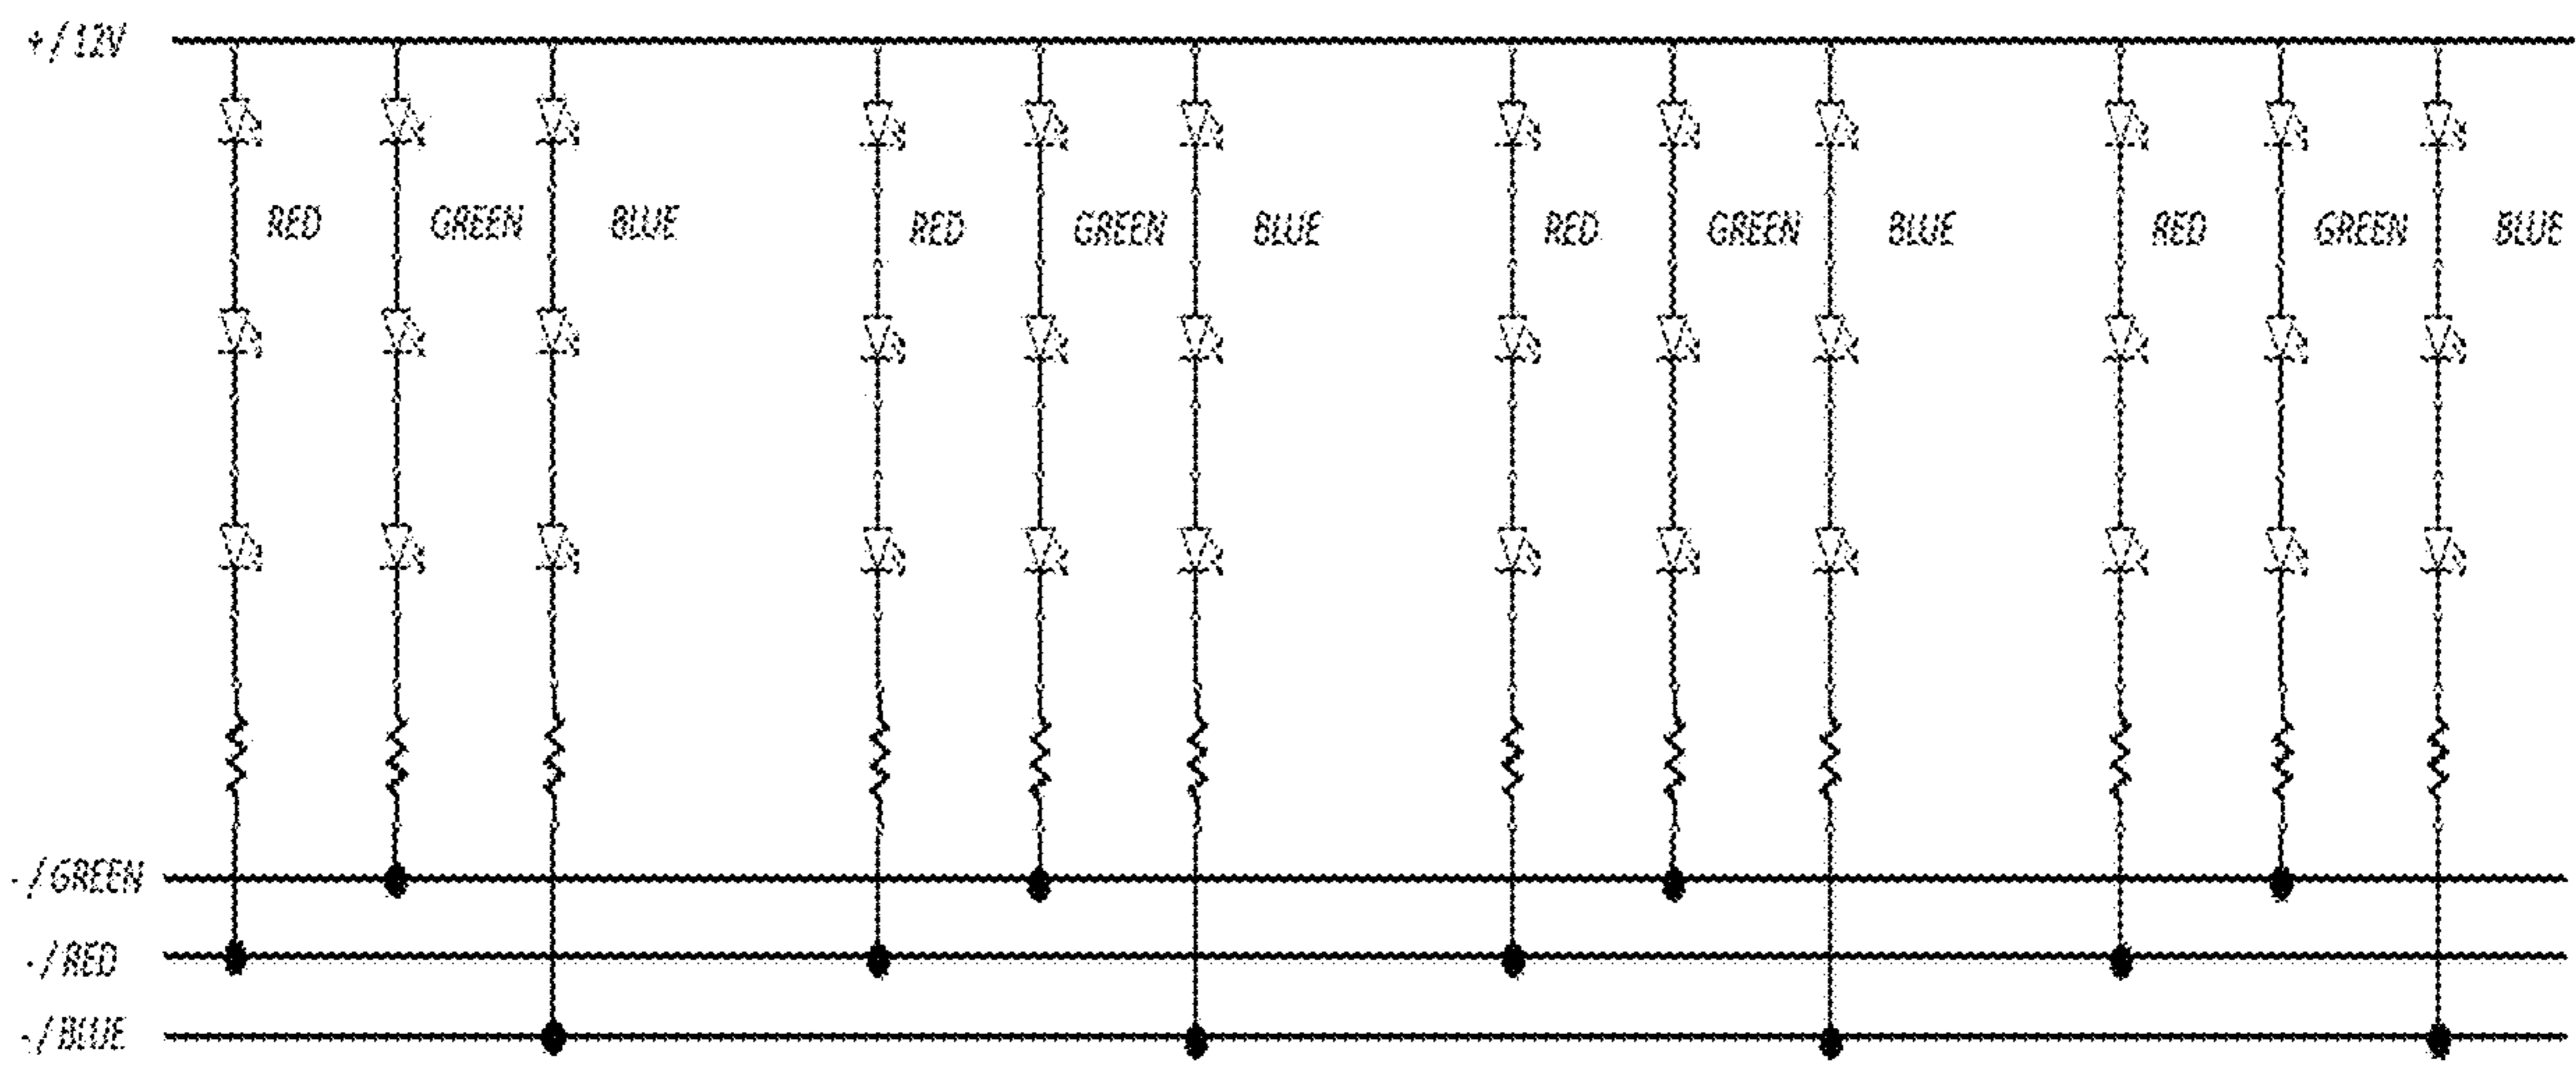 +/12V
RED GREEN BLUE RED GREEN BLUE RED GREEN BLUE RED GREEN BLUE
-/GREEN
-/RED
-/BLUE